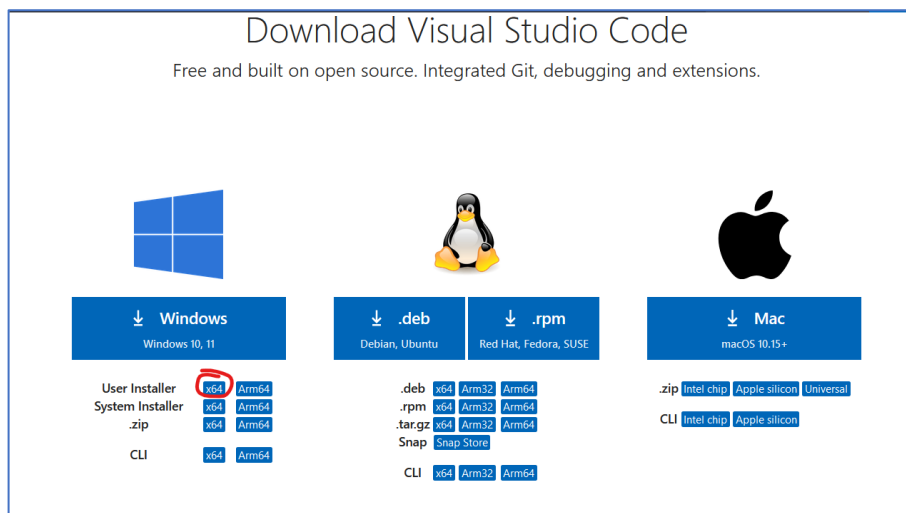 Download Visual Studio Code
Free and built on open source. Integrated Git, debugging and extensions.
Windows
Windows 10, 11
User Installer x64 Arm64
System Installer x64 Arm64
.zip x64 Arm64
CLI x64 Arm64
.deb
Debian, Ubuntu
.rpm
Red Hat, Fedora, SUSE
.deb x64 Arm32 Arm64
.rpm x64 Arm32 Arm64
.tar.gz x64 Arm32 Arm64
Snap Snap Store
CLI x64 Arm32 Arm64
Mac
macOS 10.15+
.zip Intel chip Apple silicon Universal
CLI Intel chip Apple silicon